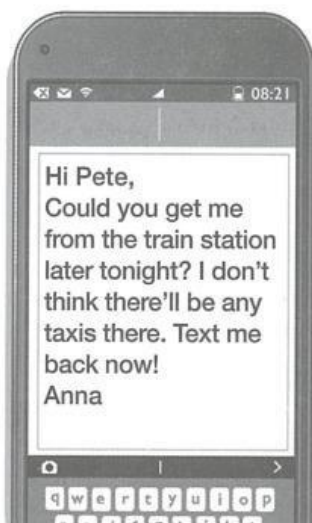 08:21
Hi Pete,
Could you get me
from the train station
later tonight? I don't
think there'll be any
taxis there. Text me
back now!
Anna
q w e r t y u i o p